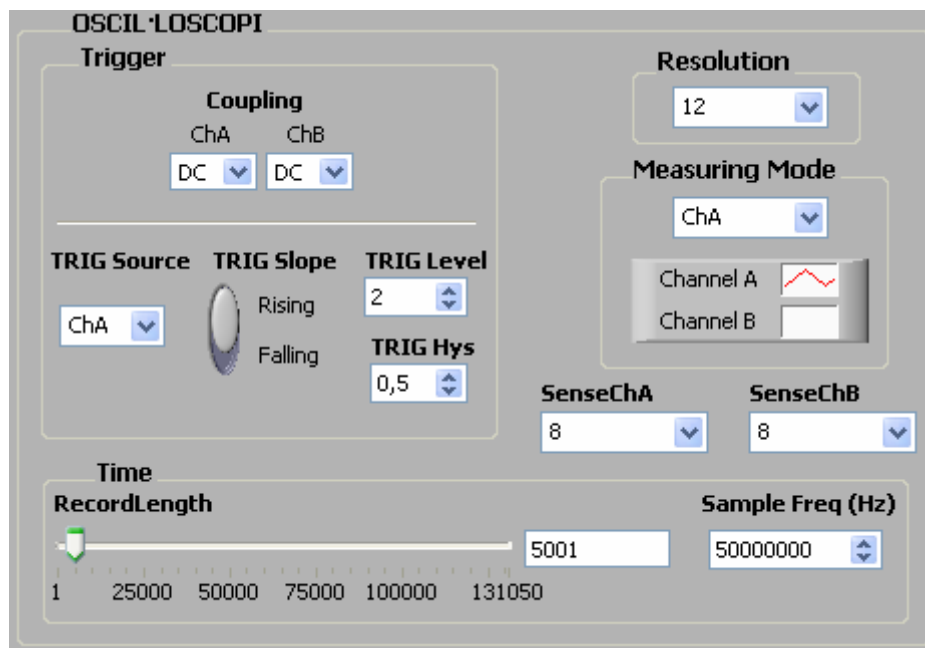 OSCIL·LOSCOPI
Trigger
Coupling
ChA ChB
DC DC
TRIG Source TRIG Slope TRIG Level
ChA
Rising
Falling
2
TRIG Hys
0,5
Resolution
12
Measuring Mode
ChA
Channel A
Channel B
SenseChA SenseChB
8 8
Time
RecordLength Sample Freq (Hz)
5001 50000000
1 25000 50000 75000 100000 131050